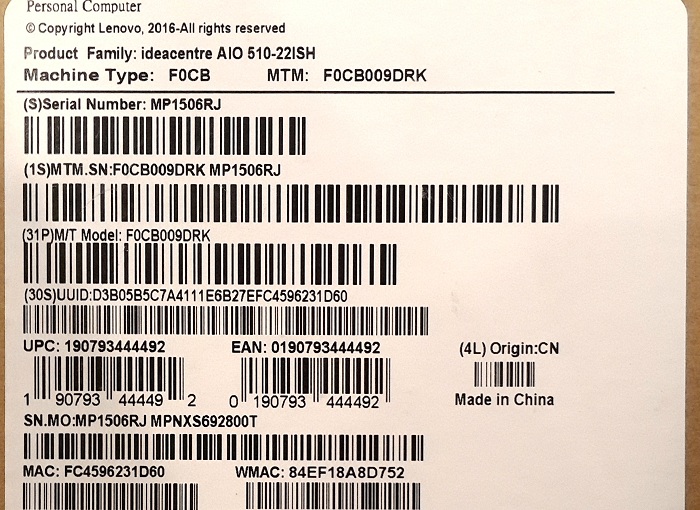 Personal Computer
© Copyright Lenovo, 2016-All rights reserved
Product Family: ideacentre AIO 510-22ISH
Machine Type: F0CB MTM: F0CB009DRK
(S)Serial Number: MP1506RJ
(1S)MTM.SN:F0CB009DRK MP1506RJ
(31P)M/T Model: F0CB009DRK
(30S)UUID:D3B05B5C7A4111E6B27EFC4596231D60
UPC: 190793444492 EAN: 0190793444492 (4L) Origin:CN
1 90793 44449 2 0 190793 444492 Made in China
SN.MO:MP1506RJ MPNXS692800T
MAC: FC4596231D60 WMAC: 84EF18A8D752